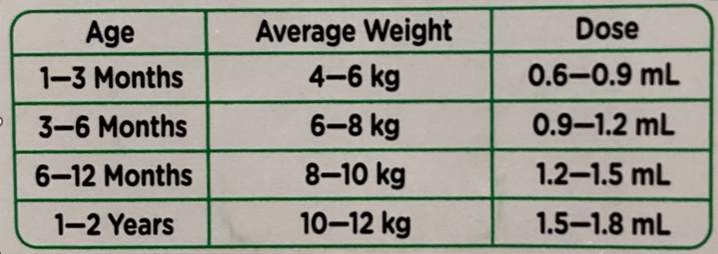 Age Average Weight Dose
1–3 Months 4–6 kg 0.6–0.9 mL
3–6 Months 6–8 kg 0.9–1.2 mL
6–12 Months 8–10 kg 1.2–1.5 mL
1–2 Years 10–12 kg 1.5–1.8 mL